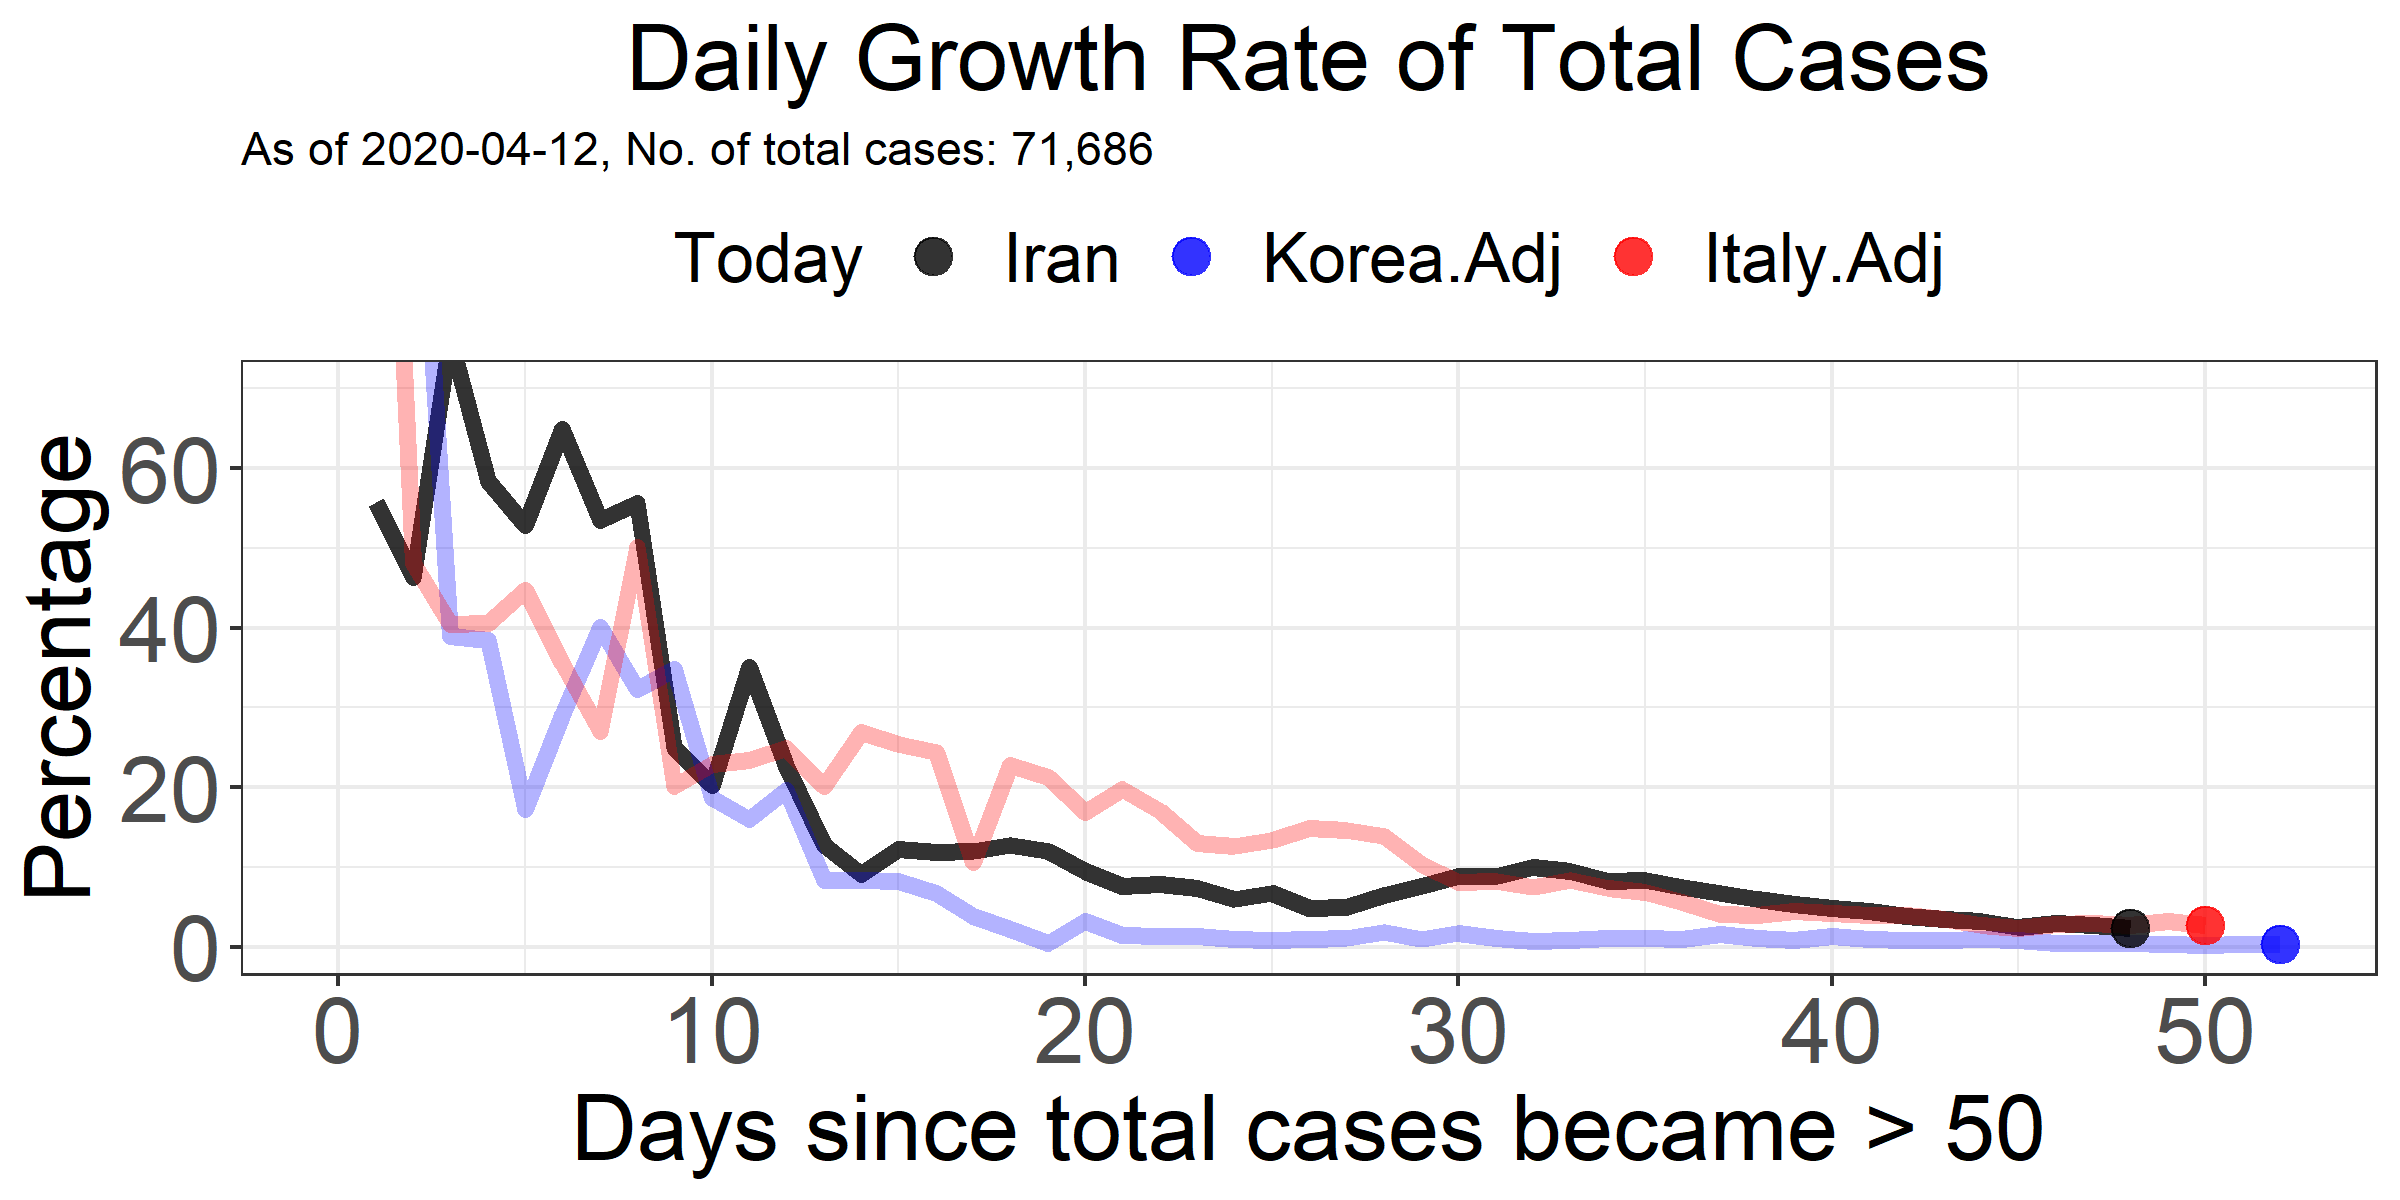 Daily Growth Rate of Total Cases
As of 2020-04-12, No. of total cases: 71,686
Today Iran Korea.Adj Italy.Adj
Percentage
60
40
20
0
0 10 20 30 40 50
Days since total cases became > 50